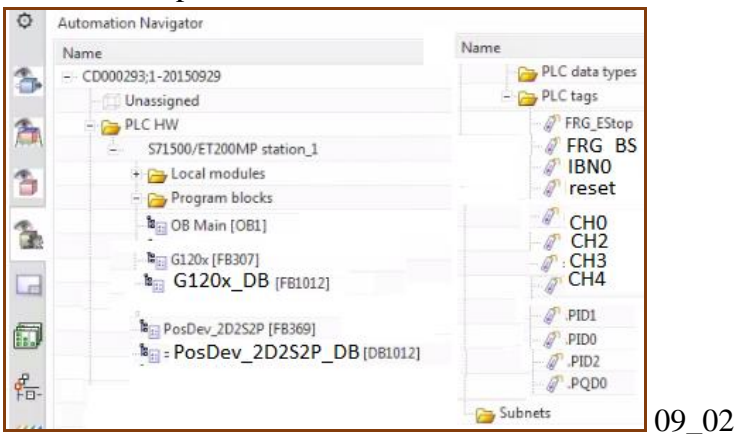 Automation Navigator
Name
CD000293;1-20150929
Unassigned
PLC HW
S71500/ET200MP station_1
Local modules
Program blocks
OB Main [OB1]
G120x [FB307]
G120x_DB [FB1012]
PosDev_2D2S2P [FB369]
PosDev_2D2S2P_DB [DB1012]
Name
PLC data types
PLC tags
FRG_EStop
FRG BS
IBN0
reset
CH0
CH2
CH3
CH4
.PID1
.PID0
.PID2
.PQD0
Subnets
09_02